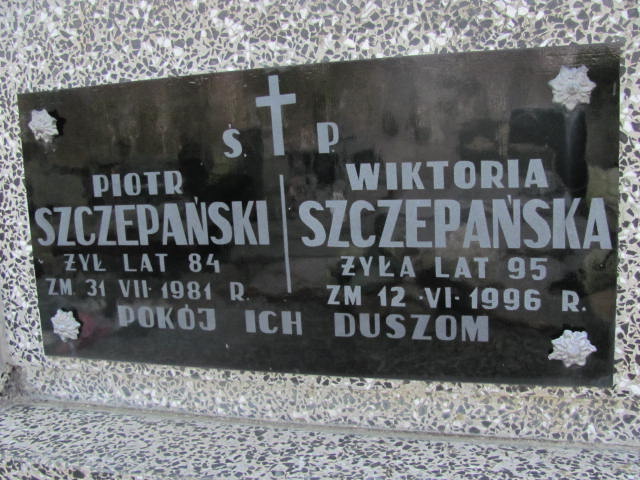 Ś. P.
PIOTR
SZCZEPAŃSKI
ŻYŁ LAT 84
ZM. 31 VII · 1981 R.
WIKTORIA
SZCZEPAŃSKA
ŻYŁA LAT 95
ZM 12 · VI · 1996 R.
POKÓJ ICH DUSZOM